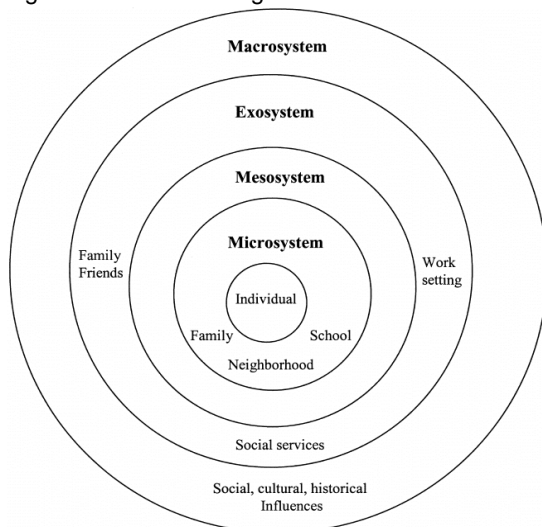 Macrosystem
Exosystem
Mesosystem
Microsystem
Family
Friends
Work
setting
Individual
Family
School
Neighborhood
Social services
Social, cultural, historical
Influences